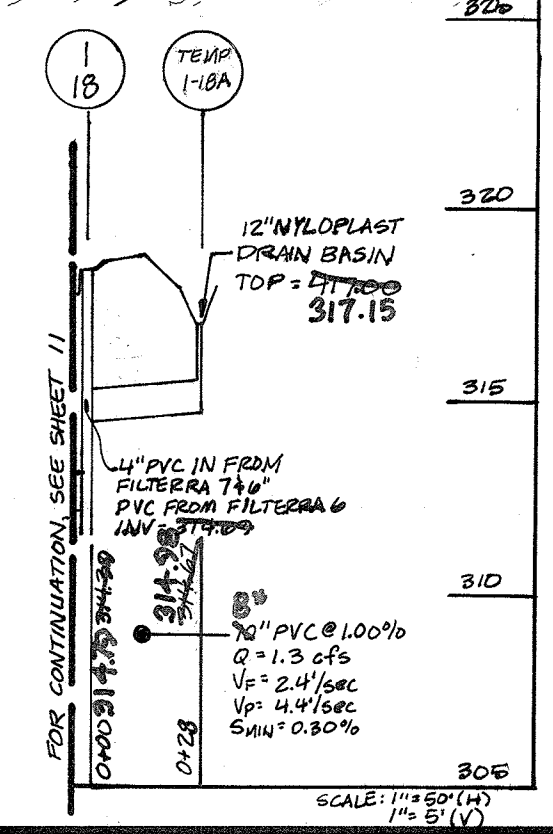 320
1
18
TEMP
1-18A
320
12" NYLOPLAST
DRAIN BASIN
TOP = 417.00
317.15
315
FOR CONTINUATION, SEE SHEET 11
4" PVC IN FROM
FILTERRA 7 & 6"
PVC FROM FILTERRA 6
INV =
310
314.98
314.67
8"
PVC @ 1.00%
Q = 1.3 cfs
VF = 2.4'/sec
VP = 4.4'/sec
SMIN = 0.30%
0+00
0+28
305
SCALE: 1" = 50' (H)
1" = 5' (V)